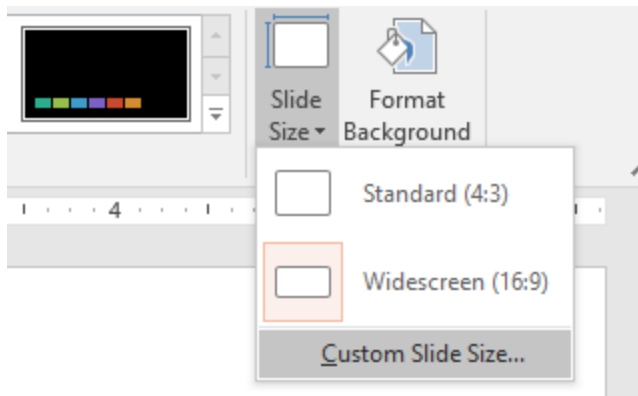 Slide
Size
Format
Background
Standard (4:3)
4
Widescreen (16:9)
Custom Slide Size...